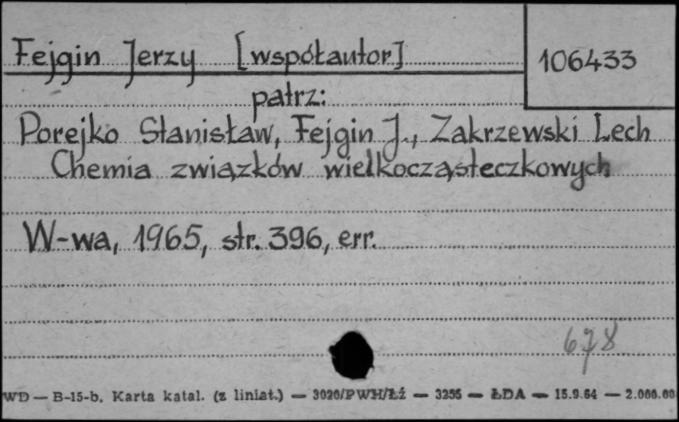 Fejgin Jerzy [współautor]
106433
patrz:
Porejko Stanisław, Fejgin J., Zakrzewski Lech
Chemia związków wielkocząsteczkowych
W-wa, 1965, str. 396, err.
678
WD — B-15-b. Karta katal. (z liniat.) — 3020/PWH/Łź — 3255 — ŁDA — 15.9.64 — 2.000.00